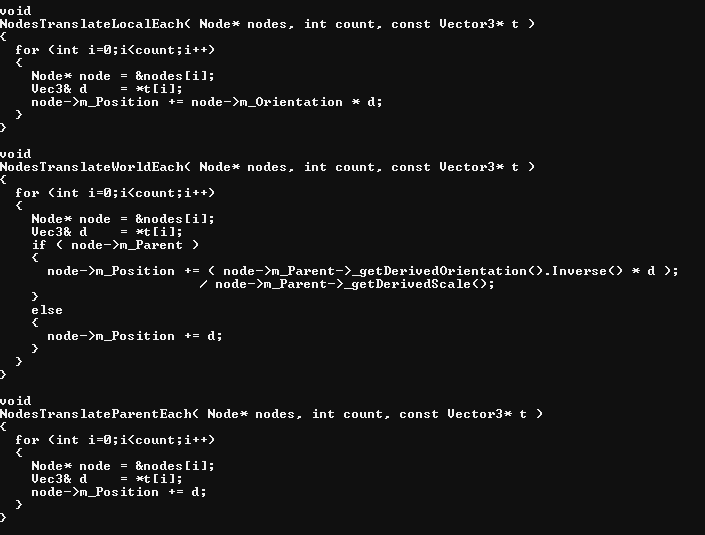 void
NodesTranslateLocalEach( Node* nodes, int count, const Vector3* t )
{
  for (int i=0;i<count;i++)
  {
    Node* node = &nodes[i];
    Vec3& d    = *t[i];
    node->m_Position += node->m_Orientation * d;
  }
}

void
NodesTranslateWorldEach( Node* nodes, int count, const Vector3* t )
{
  for (int i=0;i<count;i++)
  {
    Node* node = &nodes[i];
    Vec3& d    = *t[i];
    if ( node->m_Parent )
    {
      node->m_Position += ( node->m_Parent->_getDerivedOrientation().Inverse() * d );
                         / node->m_Parent->_getDerivedScale();
    }
    else
    {
      node->m_Position += d;
    }
  }
}

void
NodesTranslateParentEach( Node* nodes, int count, const Vector3* t )
{
  for (int i=0;i<count;i++)
  {
    Node* node = &nodes[i];
    Vec3& d    = *t[i];
    node->m_Position += d;
  }
}